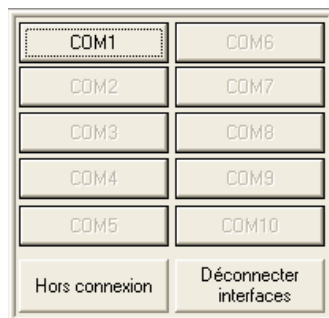 COM1 COM6
COM2 COM7
COM3 COM8
COM4 COM9
COM5 COM10
Hors connexion
Déconnecter
interfaces